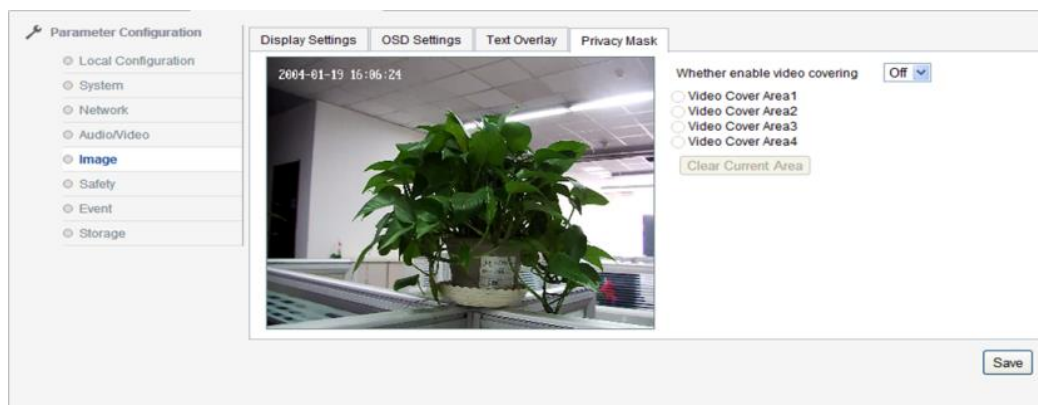 Parameter Configuration
Local Configuration
System
Network
Audio/Video
Image
Safety
Event
Storage
Display Settings
OSD Settings
Text Overlay
Privacy Mask
2004-01-19 16:06:24
Whether enable video covering
Off
Video Cover Area1
Video Cover Area2
Video Cover Area3
Video Cover Area4
Clear Current Area
Save